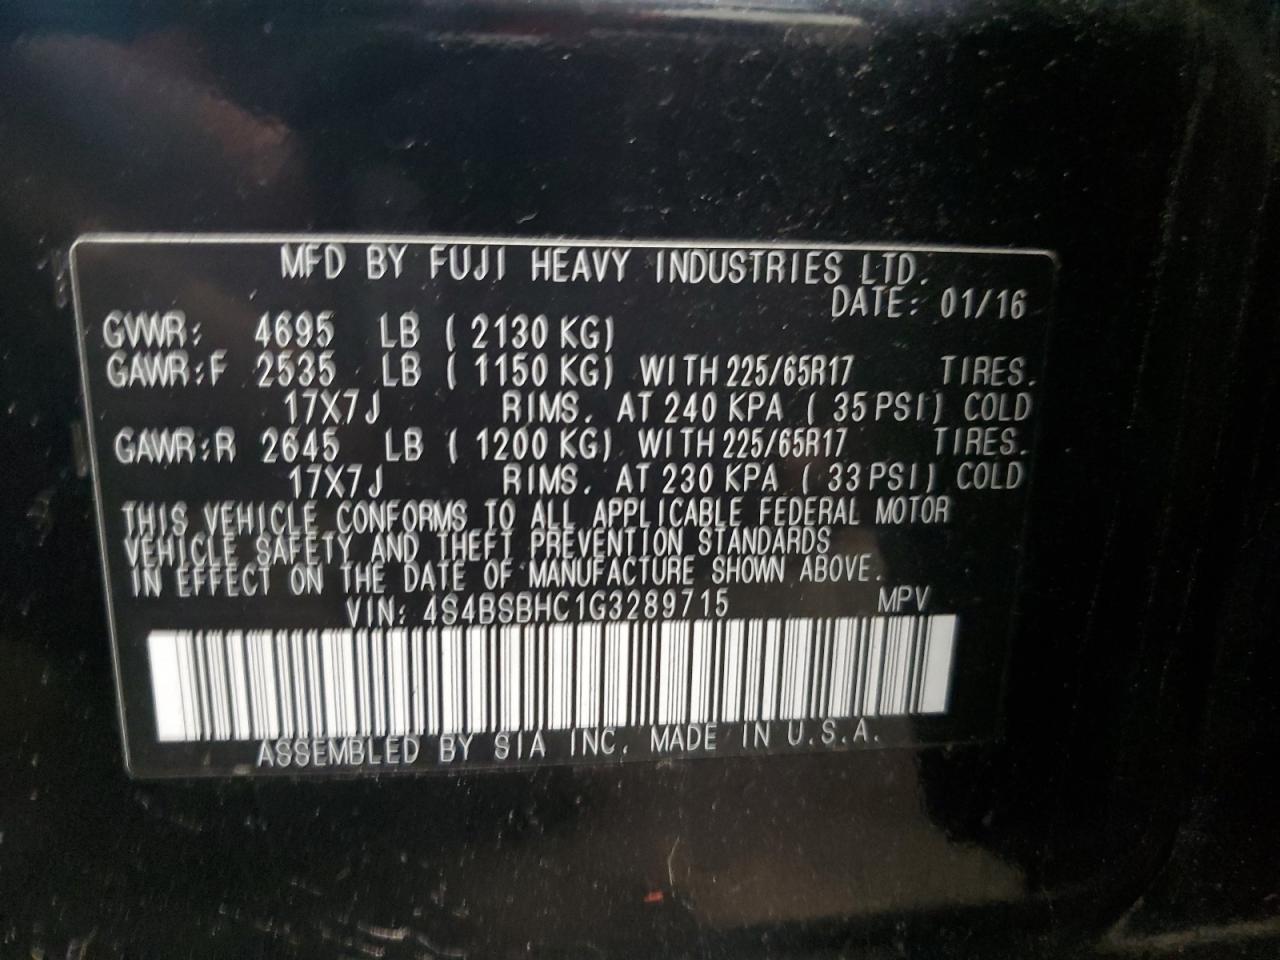 MFD BY FUJI HEAVY INDUSTRIES LTD.
DATE: 01/16
GVWR: 4695 LB ( 2130 KG)
GAWR:F 2535 LB ( 1150 KG) WITH 225/65R17 TIRES.
17X7J RIMS. AT 240 KPA ( 35 PSI) COLD
GAWR:R 2645 LB ( 1200 KG) WITH 225/65R17 TIRES.
17X7J RIMS. AT 230 KPA ( 33 PSI) COLD
THIS VEHICLE CONFORMS TO ALL APPLICABLE FEDERAL MOTOR
VEHICLE SAFETY AND THEFT PREVENTION STANDARDS
IN EFFECT ON THE DATE OF MANUFACTURE SHOWN ABOVE.
VIN: 4S4BSBHC1G3289715 MPV
ASSEMBLED BY SIA INC. MADE IN U.S.A.